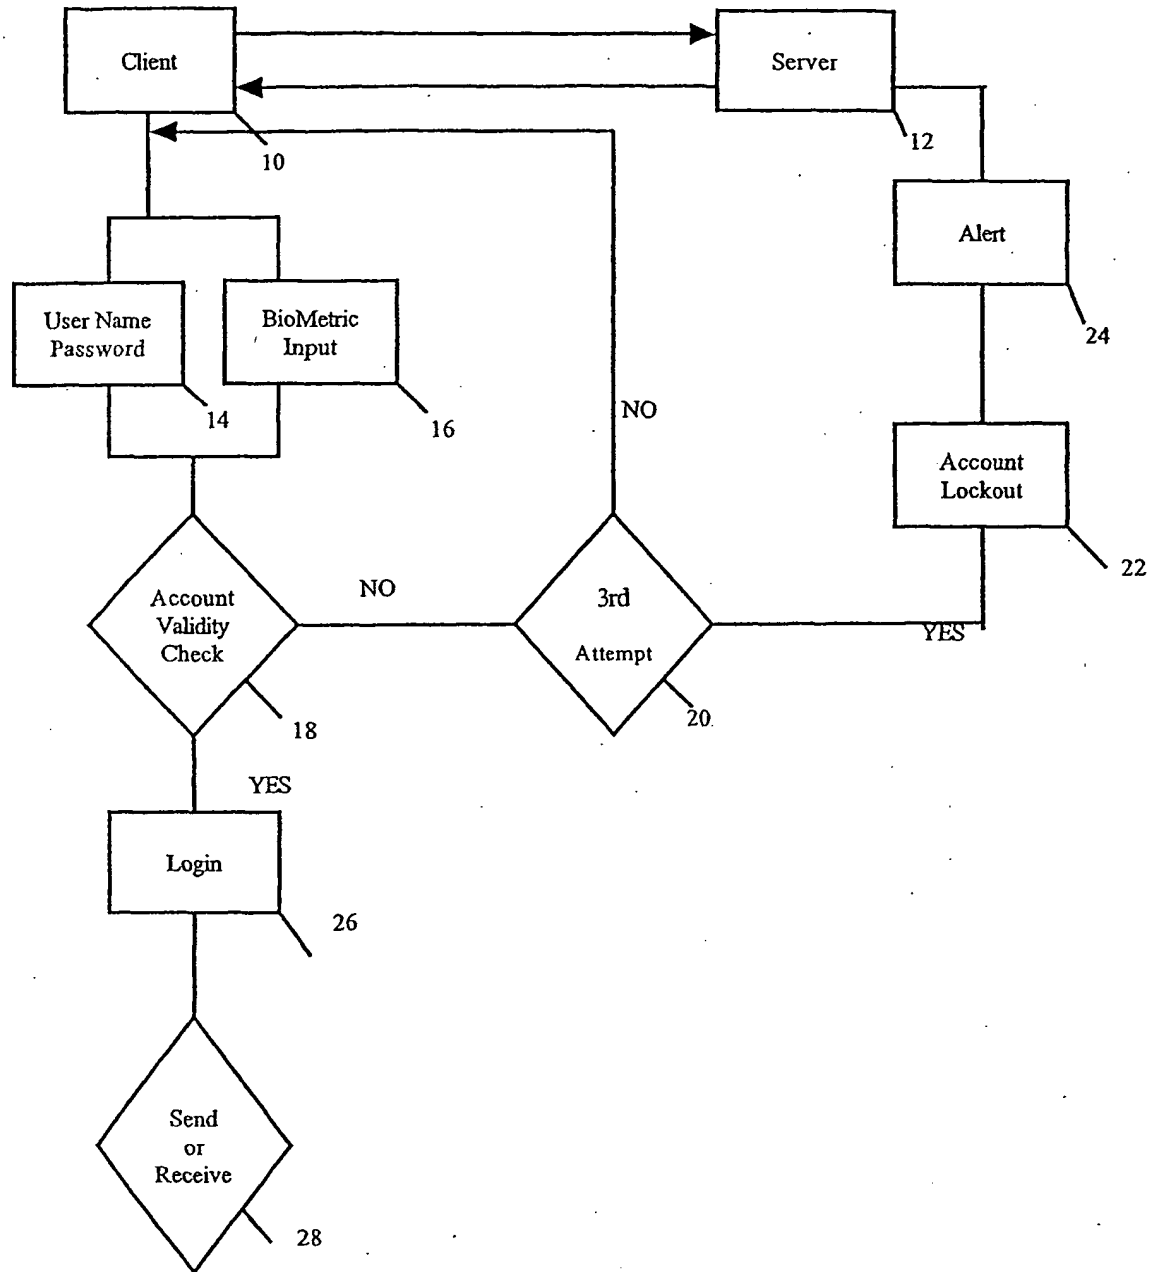 Client
Server
10
12
Alert
User Name
Password
BioMetric
Input
24
14
16
NO
Account
Lockout
22
Account
Validity
Check
NO
3rd
Attempt
YES
18
20
YES
Login
26
Send
or
Receive
28